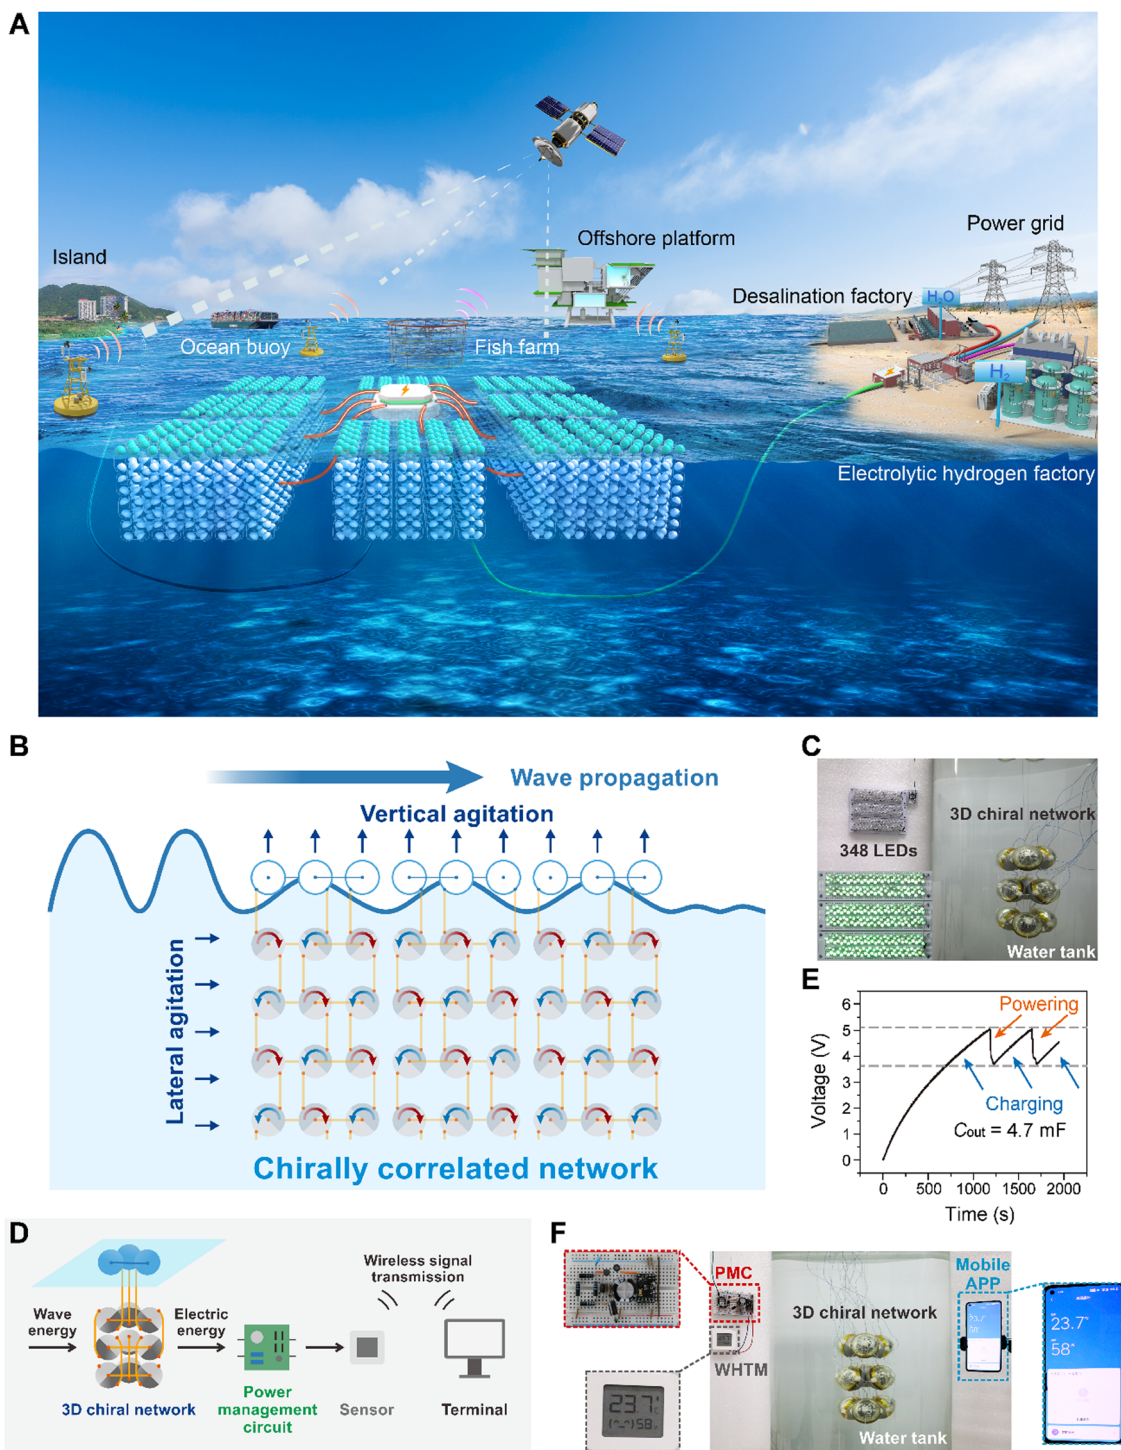 A
Island
Offshore platform
Power grid
Desalination factory
H₂O
Ocean buoy
Fish farm
H₂
Electrolytic hydrogen factory
B
Wave propagation
Vertical agitation
Lateral agitation
Chirally correlated network
C
3D chiral network
348 LEDs
Water tank
E
Voltage (V)
6
5
4
3
2
1
0
Powering
Charging
Cout = 4.7 mF
0 500 1000 1500 2000
Time (s)
D
Wireless signal
transmission
Wave
energy
Electric
energy
3D chiral network
Power
management
circuit
Sensor
Terminal
F
PMC
WHTM
3D chiral network
Water tank
Mobile
APP
23.7°
58°